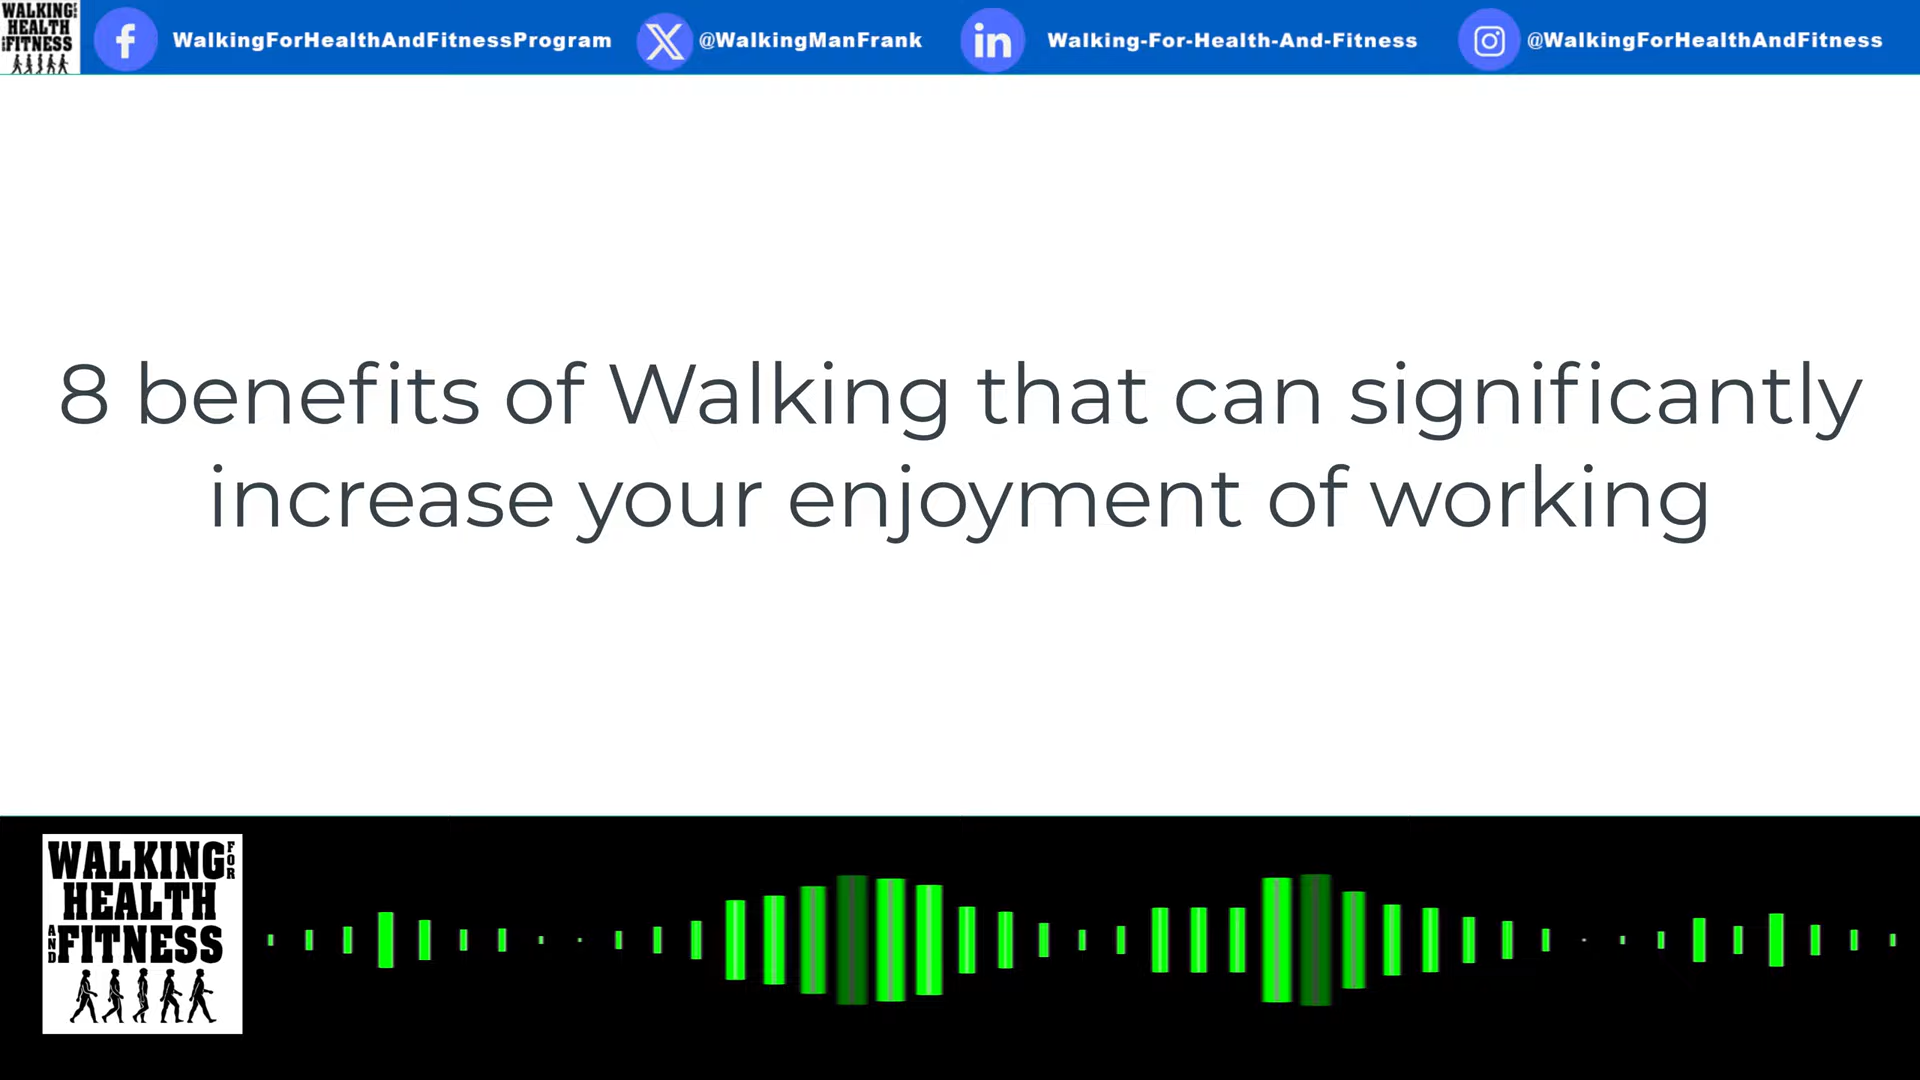 WALKING FOR
HEALTH
AND FITNESS
WalkingForHealthAndFitnessProgram
@WalkingManFrank
in
Walking-For-Health-And-Fitness
@WalkingForHealthAndFitness
8 benefits of Walking that can significantly
increase your enjoyment of working
WALKING FOR
HEALTH
AND FITNESS